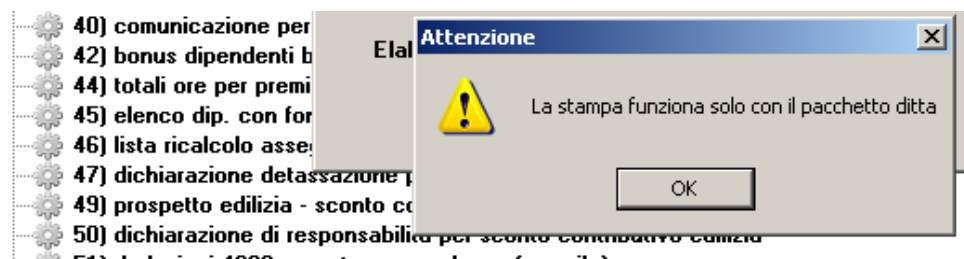 40) comunicazione per
42) bonus dipendenti b
44) totali ore per premi
45) elenco dip. con for
46) lista ricalcolo asse
47) dichiarazione detassazione
49) prospetto edilizia - sconto co
50) dichiarazione di responsabilità per sconto contributivo edilizia
Elal
Attenzione
La stampa funziona solo con il pacchetto ditta
OK